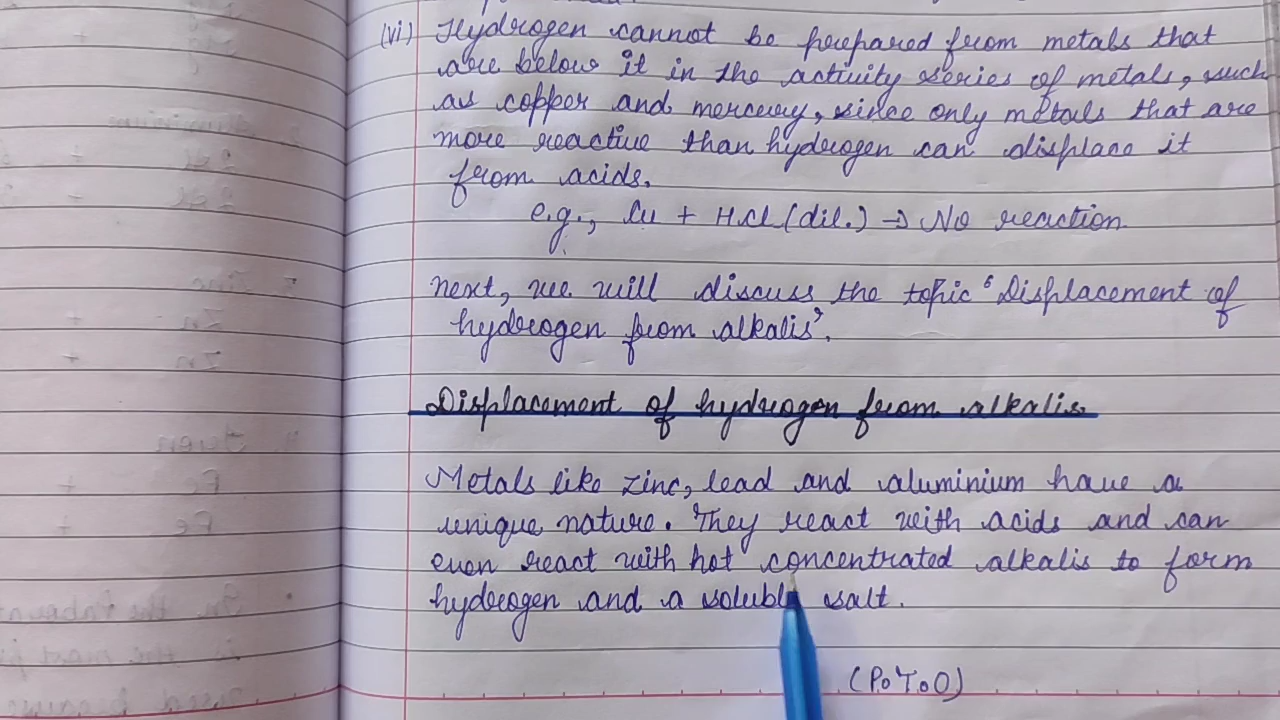 (vi) Hydrogen cannot be prepared from metals that
are below it in the activity series of metals, such
as copper and mercury, since only metals that are
more reactive than hydrogen can displace it
from acids.
e.g., Cu + HCl (dil.) → No reaction
Next, we will discuss the topic 'Displacement of
hydrogen from alkalis'.
Displacement of hydrogen from alkalis
Metals like zinc, lead and aluminium have a
unique nature. They react with acids and can
even react with hot concentrated alkalis to form
hydrogen and a soluble salt.
(P.T.O)